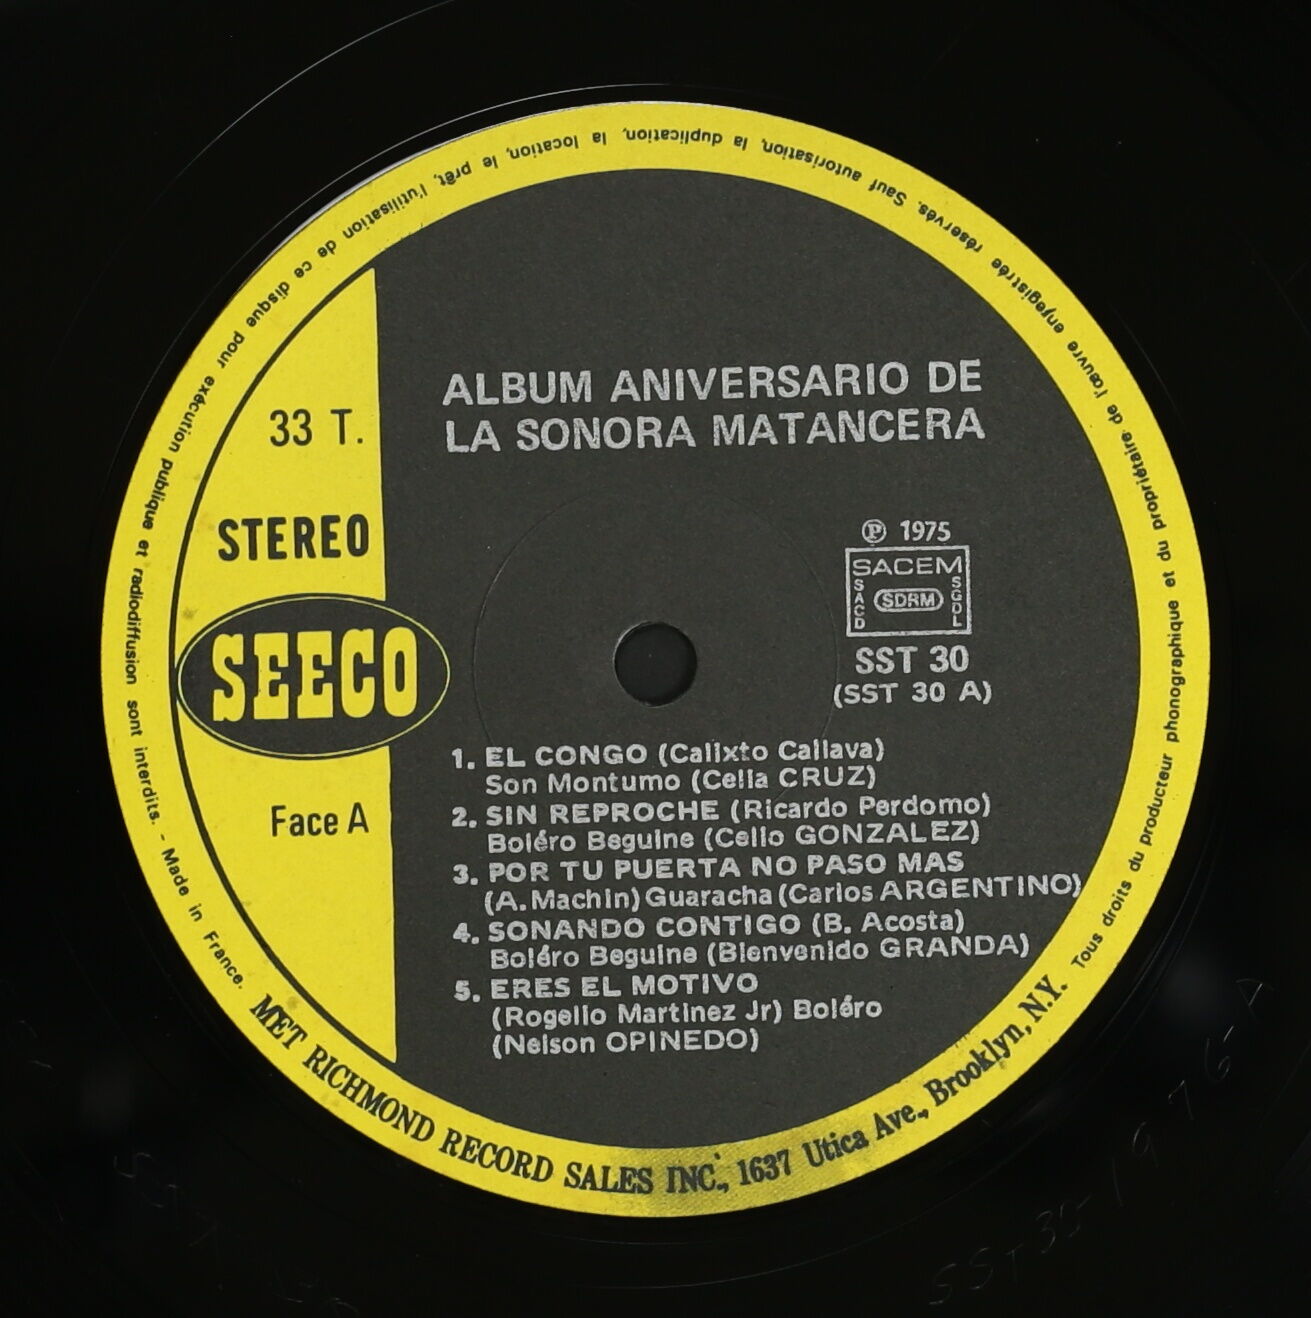 33 T.
STEREO
SEECO
Face A
ALBUM ANIVERSARIO DE
LA SONORA MATANCERA
℗ 1975
SACEM
SACD
SDRM
SGDL
SST 30
(SST 30 A)
1. EL CONGO (Calixto Callava)
Son Montumo (Celia CRUZ)
2. SIN REPROCHE (Ricardo Perdomo)
Boléro Beguine (Celio GONZALEZ)
3. POR TU PUERTA NO PASO MAS
(A. Machin) Guaracha (Carlos ARGENTINO)
4. SONANDO CONTIGO (B. Acosta)
Boléro Beguine (Bienvenido GRANDA)
5. ERES EL MOTIVO
(Rogelio Martinez Jr) Boléro
(Nelson OPINEDO)
Tous droits du producteur phonographique et du propriétaire de l'œuvre enregistrée réservés. Sauf autorisation, la duplication, la location, le prêt, l'utilisation de ce disque pour exécution publique et radiodiffusion sont interdits. - Made in France.
MET RICHMOND RECORD SALES INC., 1637 Utica Ave., Brooklyn, N.Y.
SST 30-1976-A